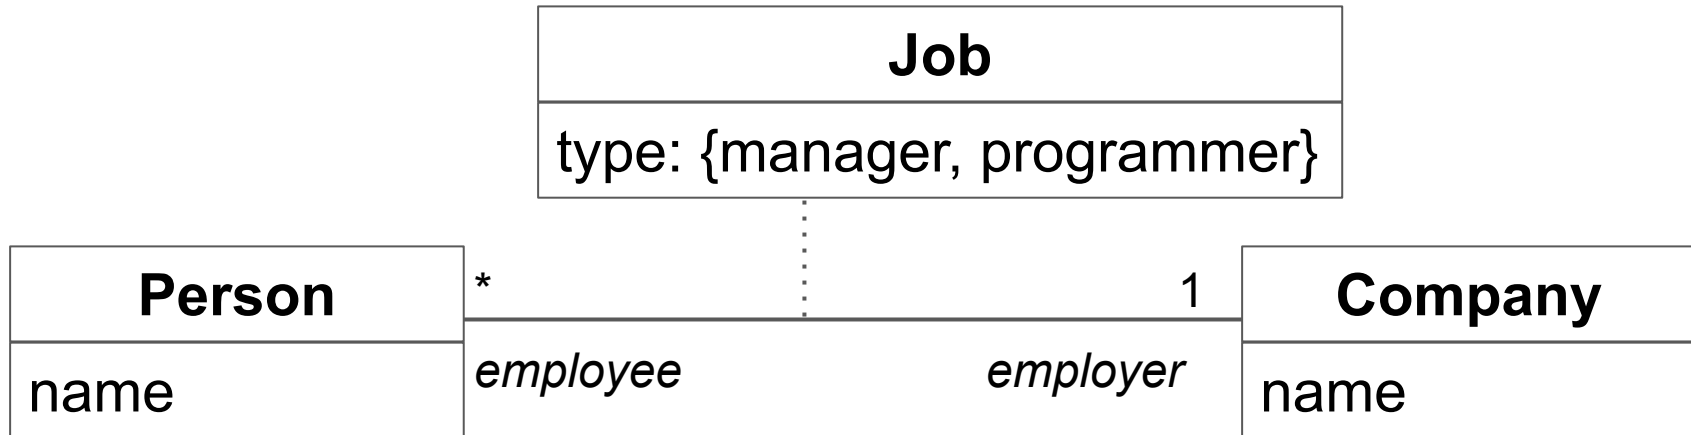 Job
type: {manager, programmer}
Person
*
1
Company
name
employee
employer
name